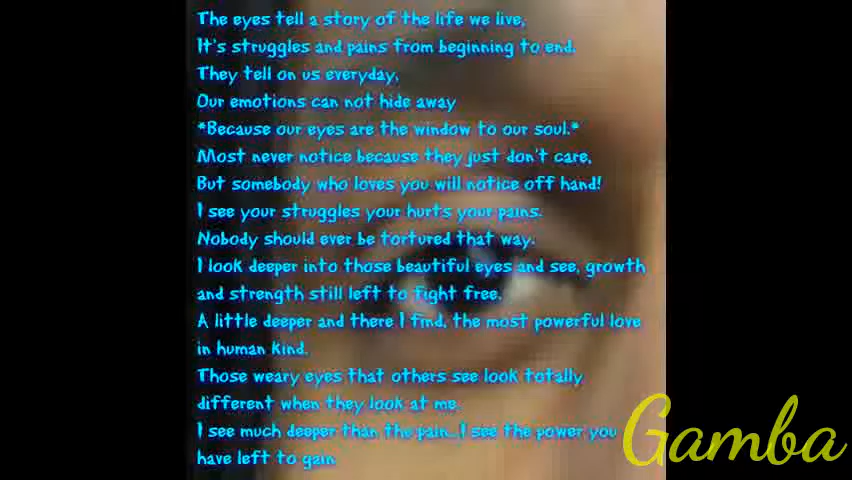 The eyes tell a story of the life we live,
It's struggles and pains from beginning to end.
They tell on us everyday,
Our emotions can not hide away
*Because our eyes are the window to our soul.*
Most never notice because they just don't care,
But somebody who loves you will notice off hand!
I see your struggles your hurts your pains.
Nobody should ever be tortured that way.
I look deeper into those beautiful eyes and see, growth
and strength still left to fight free.
A little deeper and there I find, the most powerful love
in human kind.
Those weary eyes that others see look totally
different when they look at me.
I see much deeper than the pain...I see the power you
have left to gain
Gamba